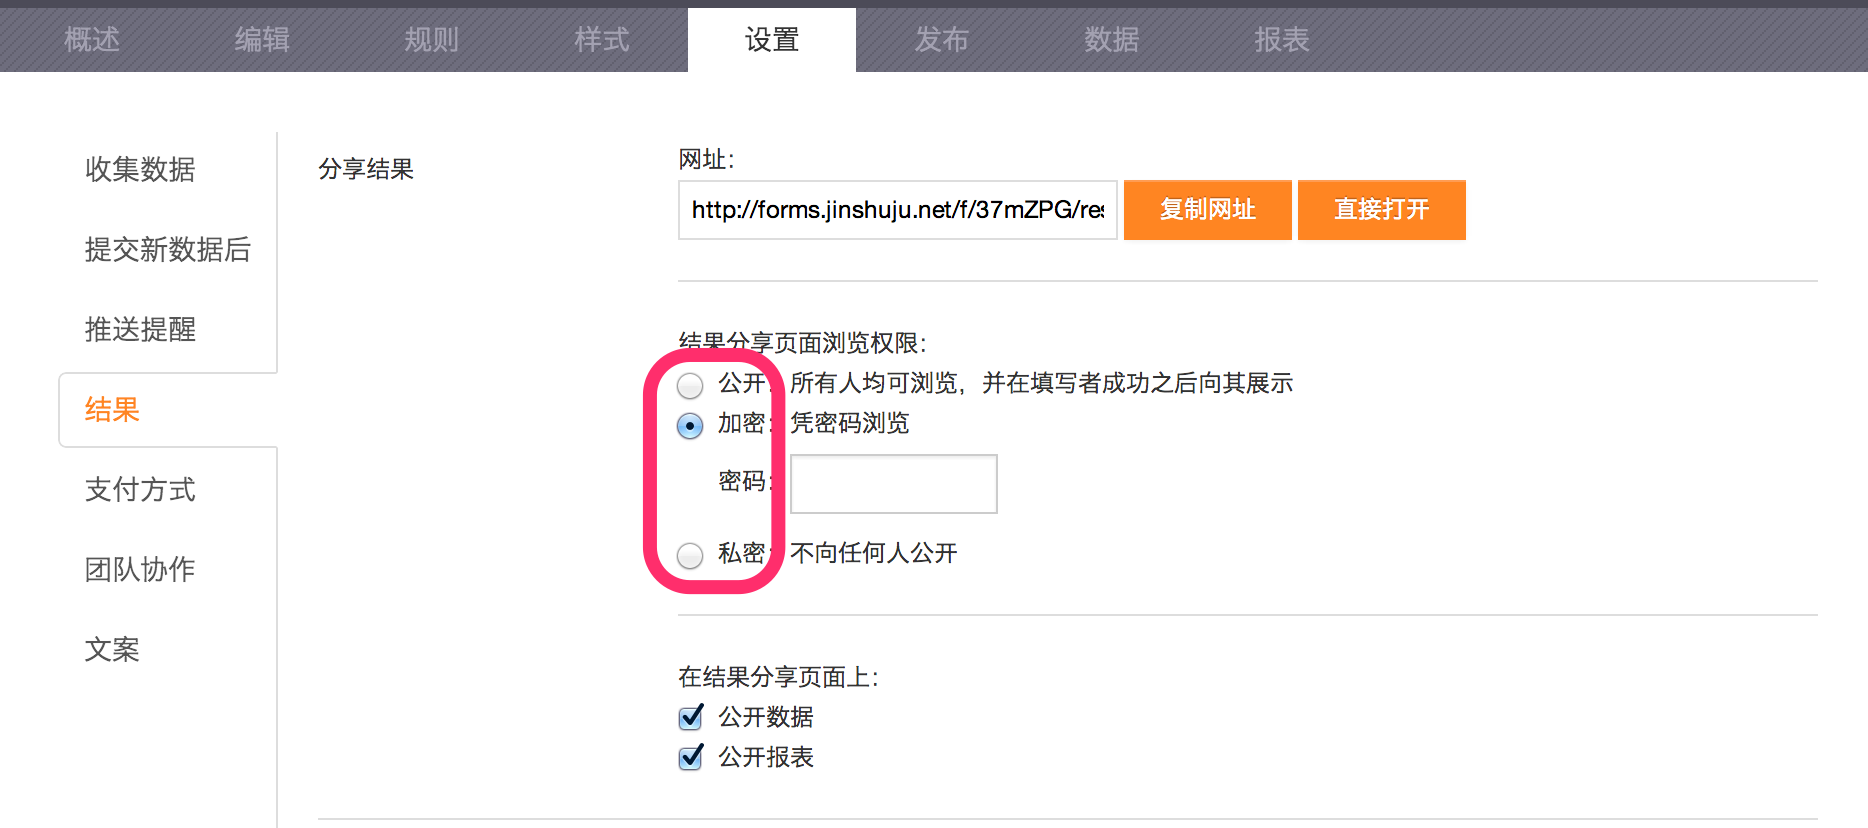 概述 编辑 规则 样式 设置 发布 数据 报表
收集数据
提交新数据后
推送提醒
结果
支付方式
团队协作
文案
分享结果
网址：
http://forms.jinshuju.net/f/37mZPG/res 复制网址 直接打开
结果分享页面浏览权限：
公开：所有人均可浏览，并在填写者成功之后向其展示
加密：凭密码浏览
密码：
私密：不向任何人公开
在结果分享页面上：
公开数据
公开报表